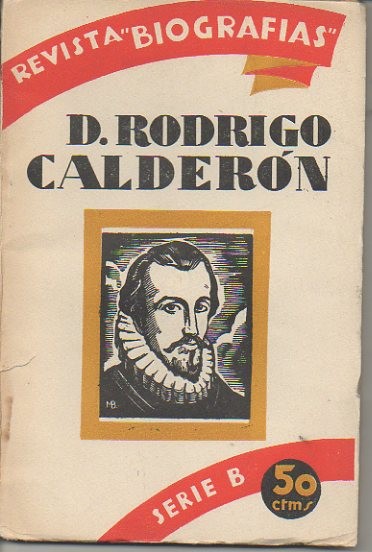 REVISTA "BIOGRAFIAS"
D. RODRIGO
CALDERÓN
MB.
SERIE B
50
ctms